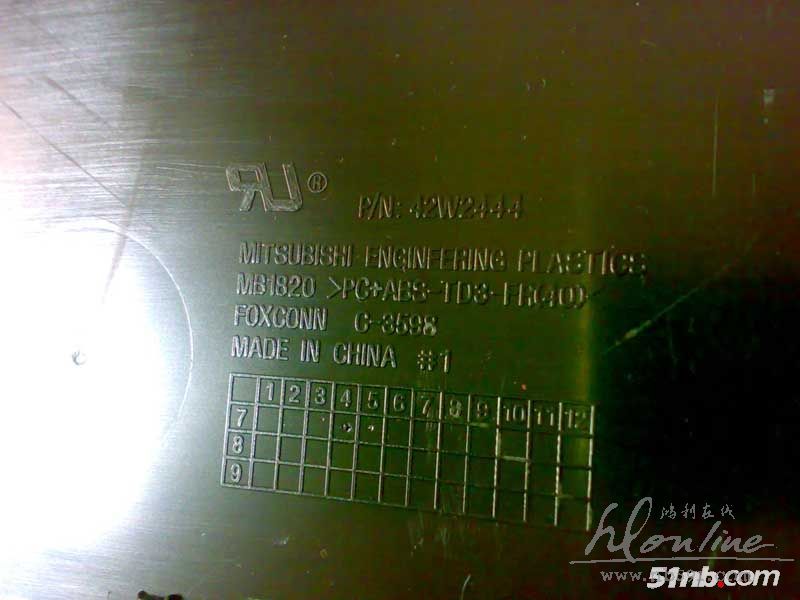 RU®
P/N: 42W2444
MITSUBISHI ENGINEERING PLASTICS
MB1820 >PC+ABS-TD3-FR(40)<
FOXCONN C-3598
MADE IN CHINA #1
1 2 3 4 5 6 7 8 9 10 11 12
7
8
9
鸿利在线
hlonline
51nb.com